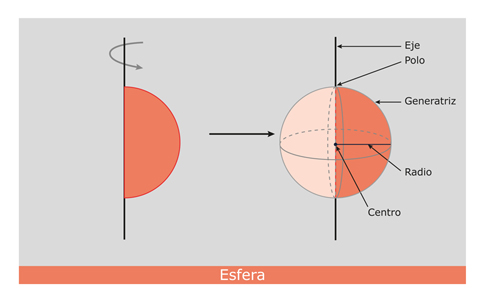 Eje
Polo
Generatriz
Radio
Centro
Esfera